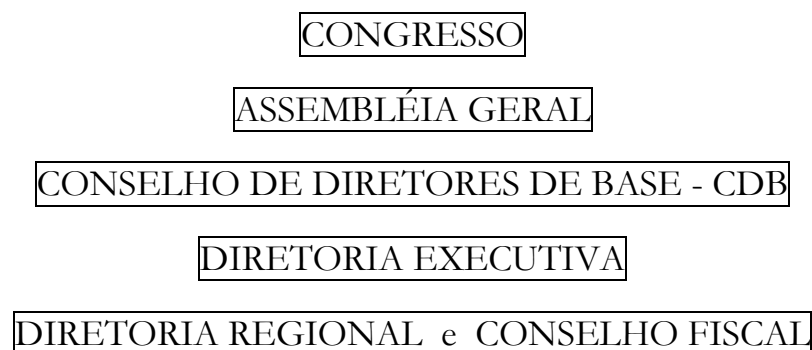 CONGRESSO
ASSEMBLÉIA GERAL
CONSELHO DE DIRETORES DE BASE - CDB
DIRETORIA EXECUTIVA
DIRETORIA REGIONAL e CONSELHO FISCAL